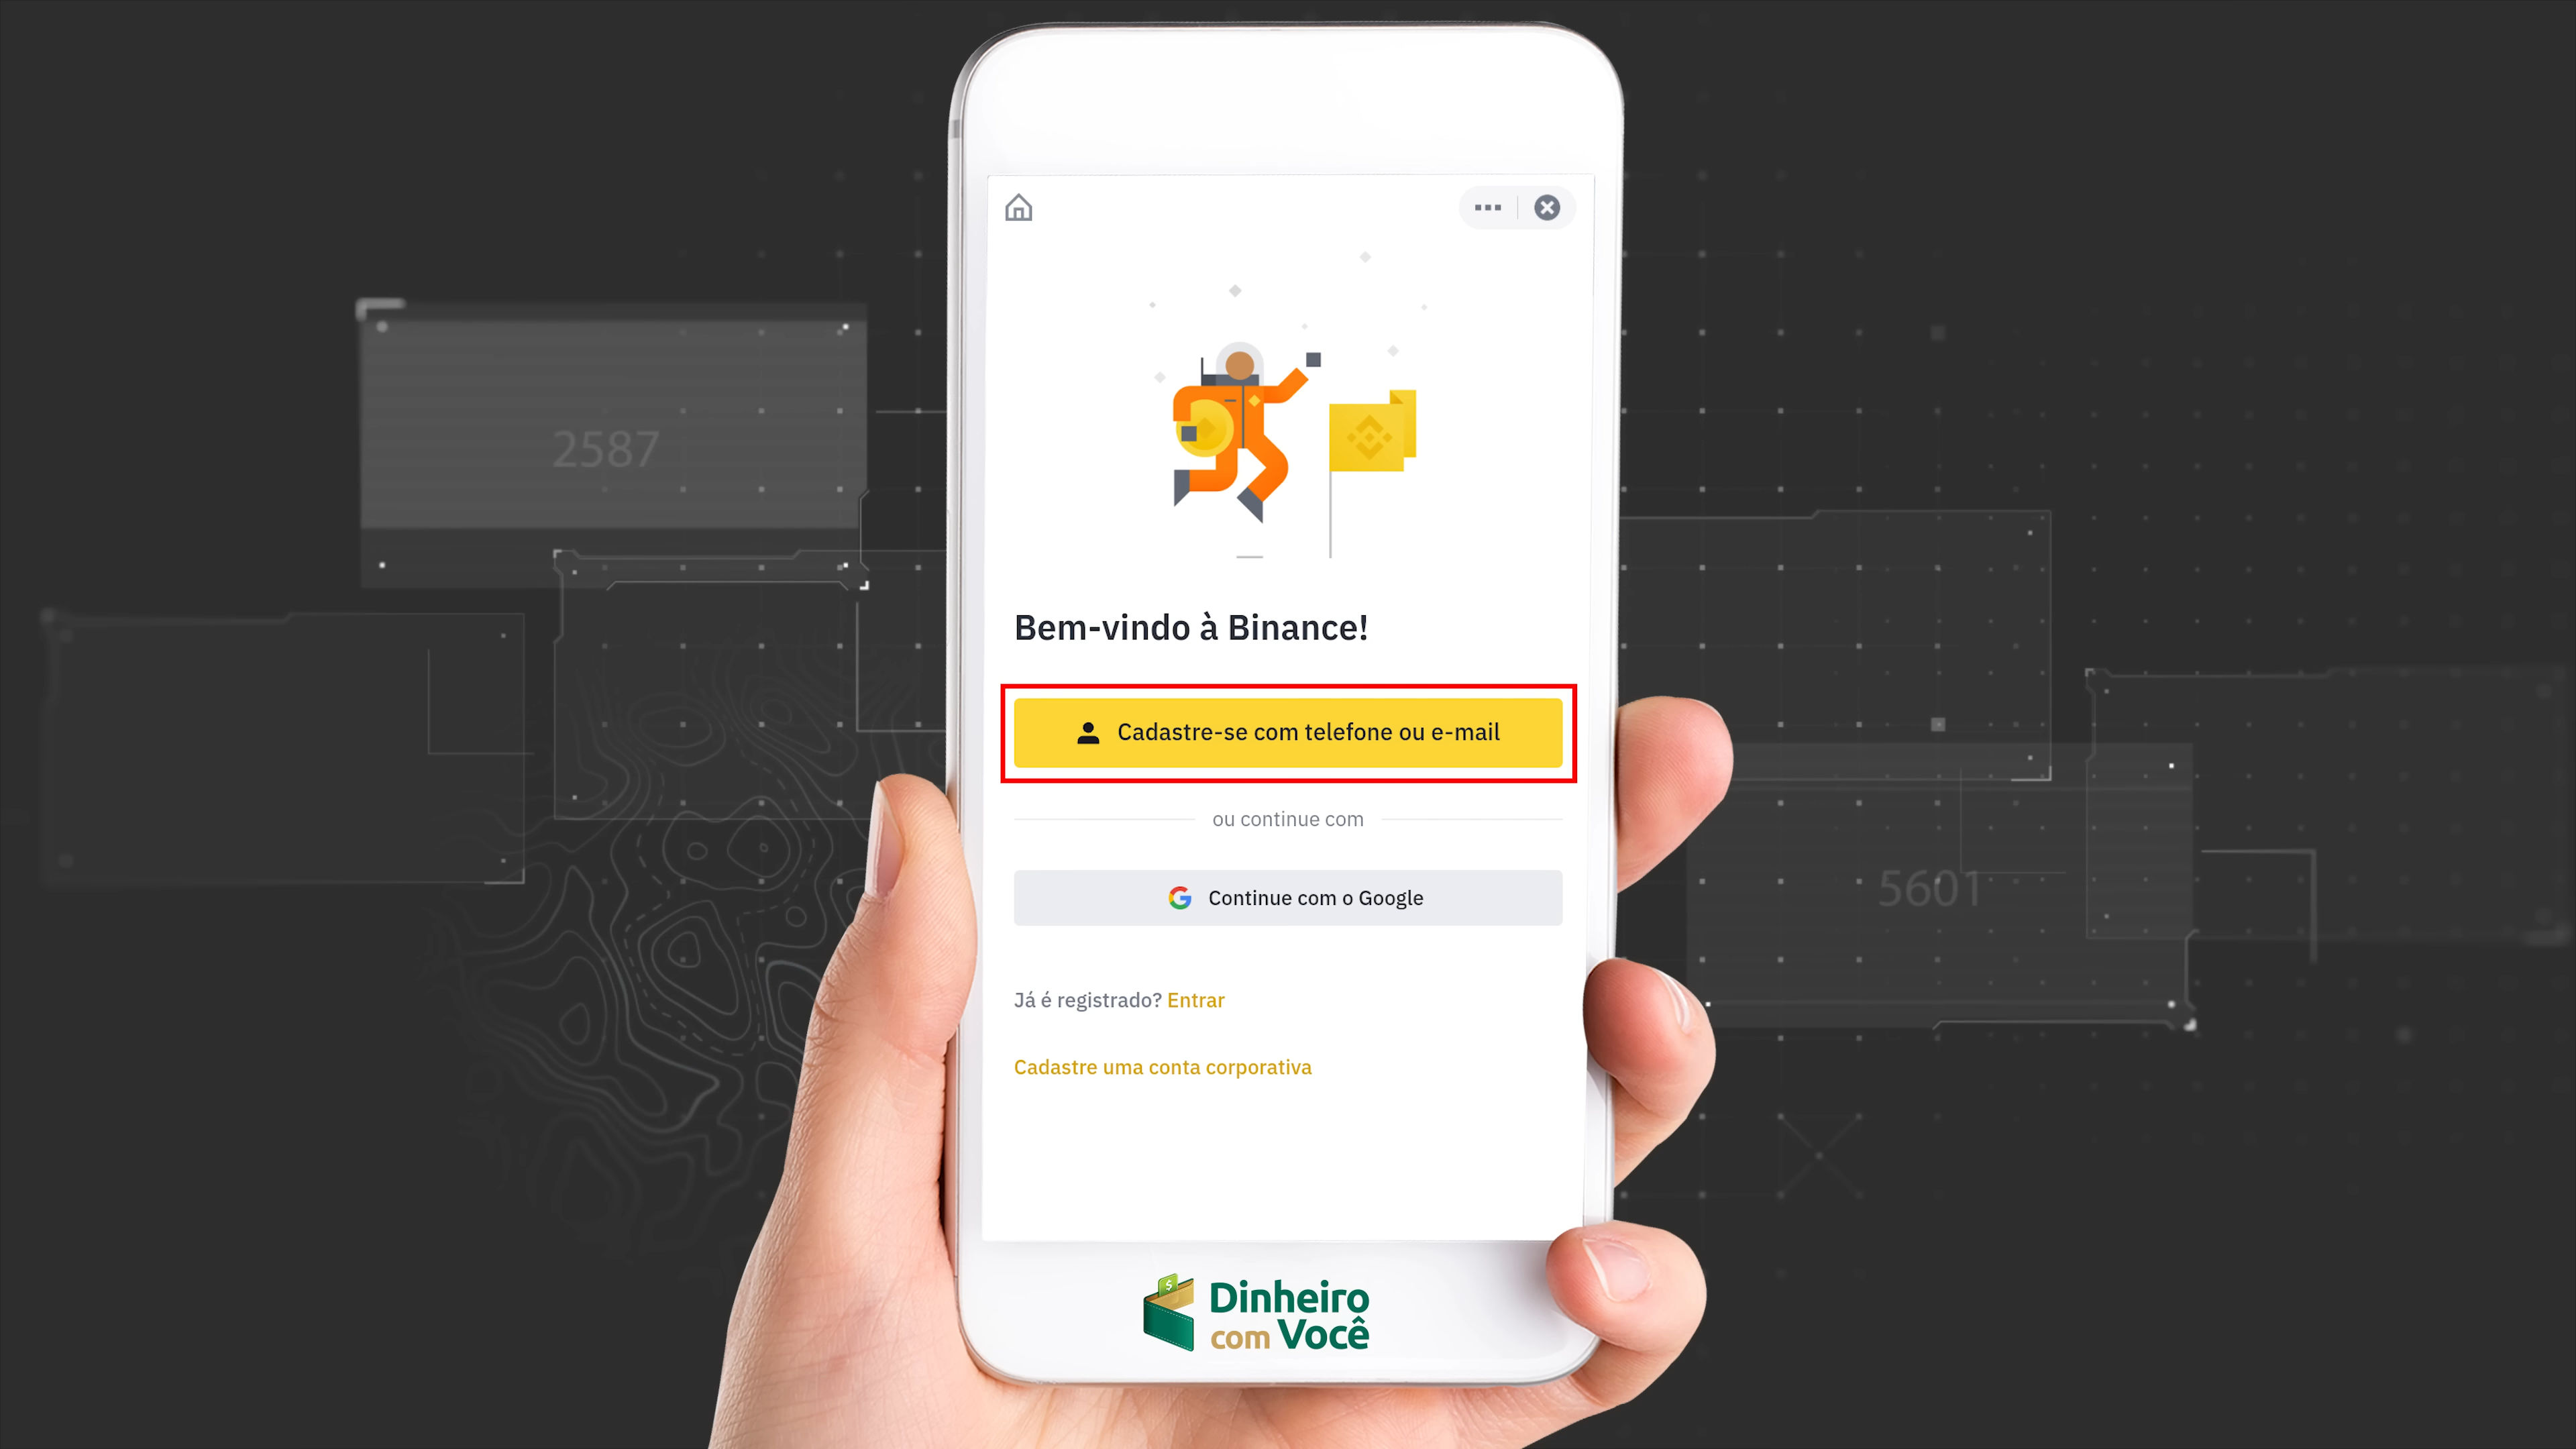 2587
Bem-vindo à Binance!
Cadastre-se com telefone ou e-mail
ou continue com
Continue com o Google
5601
Já é registrado? Entrar
Cadastre uma conta corporativa
$
Dinheiro
com Você